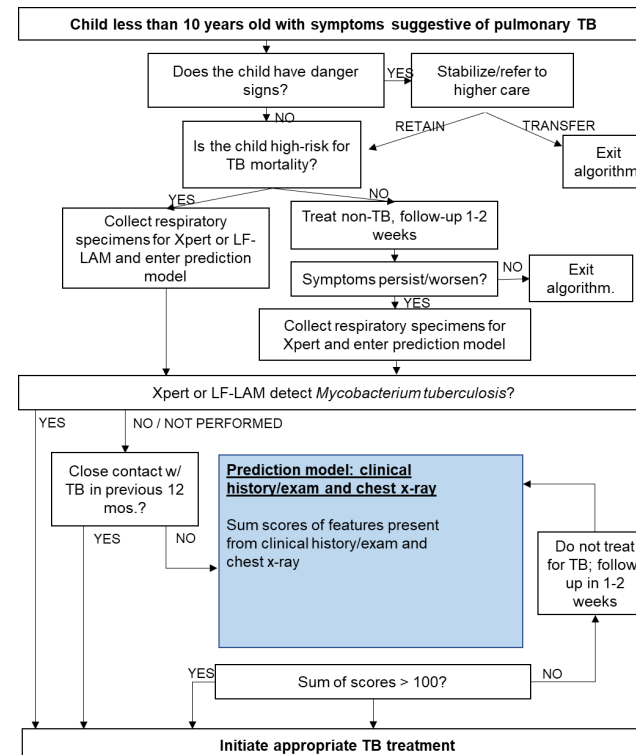 Child less than 10 years old with symptoms suggestive of pulmonary TB
Does the child have danger
signs?
YES
Stabilize/refer to
higher care
NO
RETAIN
TRANSFER
Is the child high-risk for
TB mortality?
Exit
algorithm.
YES
NO
Collect respiratory
specimens for Xpert or LF-
LAM and enter prediction
model
Treat non-TB, follow-up 1-2
weeks
Symptoms persist/worsen?
NO
Exit
algorithm.
YES
Collect respiratory specimens for
Xpert and enter prediction model
Xpert or LF-LAM detect Mycobacterium tuberculosis?
YES
NO / NOT PERFORMED
Close contact w/
TB in previous 12
mos.?
YES
NO
Prediction model: clinical
history/exam and chest x-ray
Sum scores of features present
from clinical history/exam and
chest x-ray
Do not treat
for TB; follow-
up in 1-2
weeks
YES
Sum of scores > 100?
NO
Initiate appropriate TB treatment